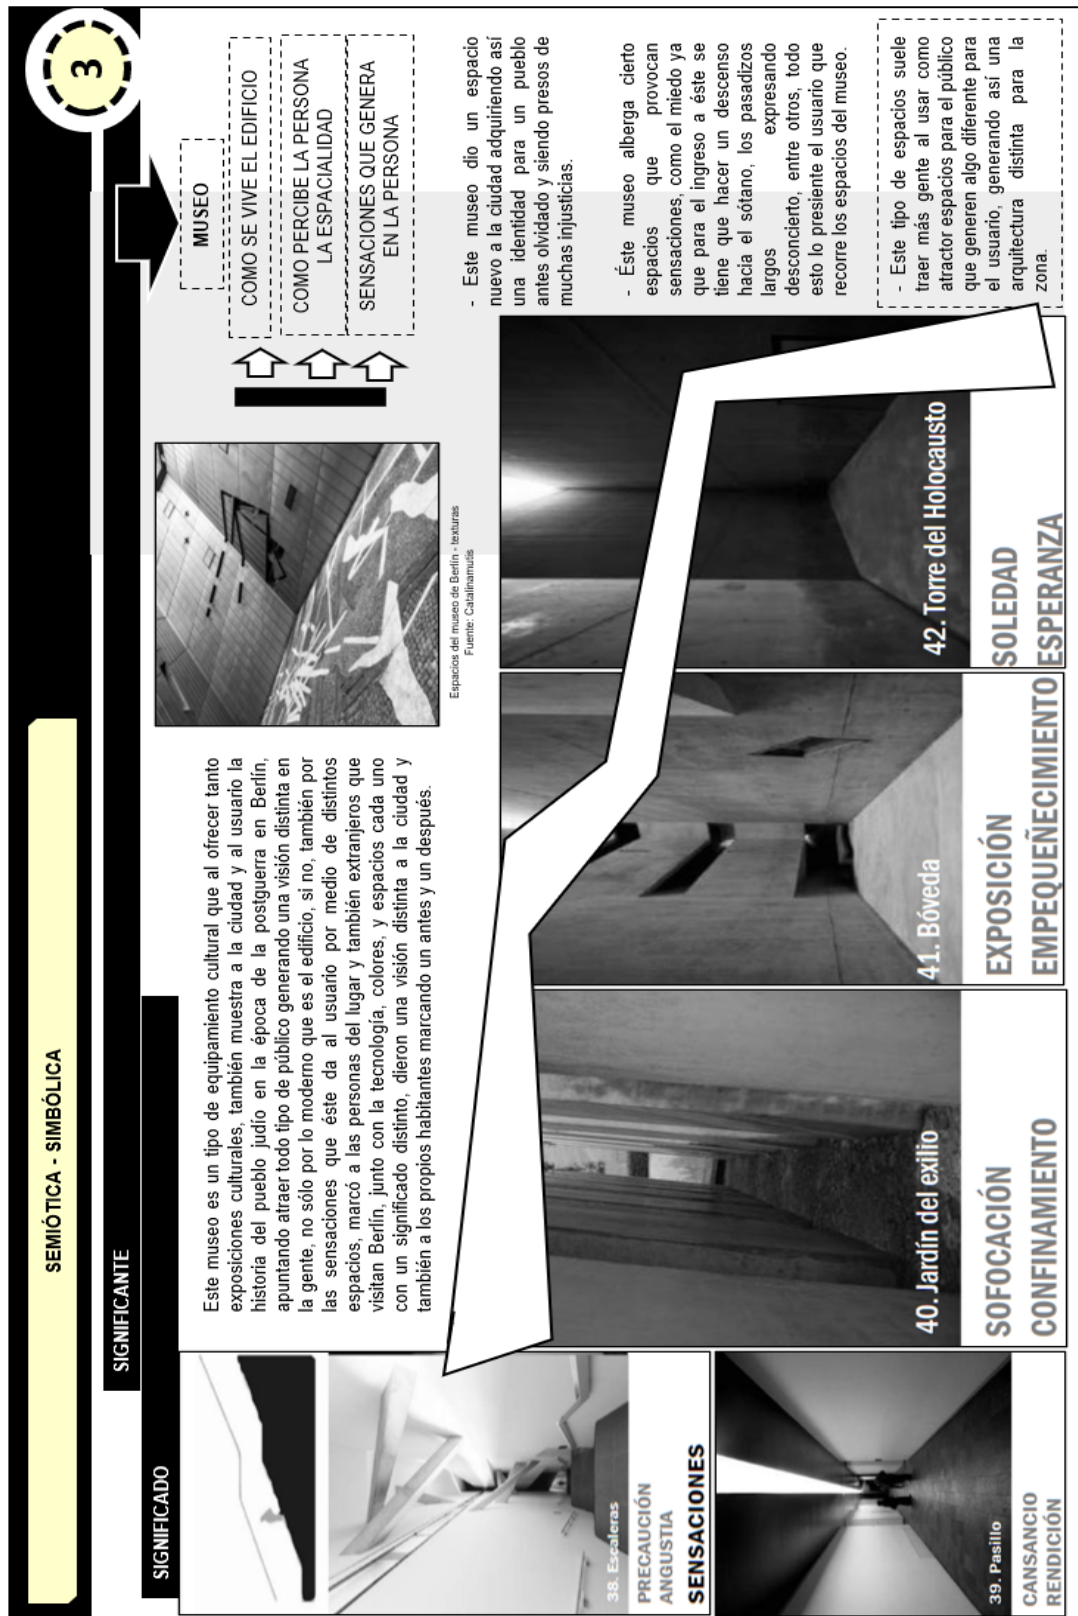 SEMIÓTICA - SIMBÓLICA
3
SIGNIFICANTE
SIGNIFICADO
Este museo es un tipo de equipamiento cultural que al ofrecer tanto
exposiciones culturales, también muestra a la ciudad y al usuario la
historia del pueblo judío en la época de la postguerra en Berlín,
apuntando atraer todo tipo de público generando una visión distinta en
la gente, no sólo por lo moderno que es el edificio, si no, también por
las sensaciones que éste da al usuario por medio de distintos
espacios, marcó a las personas del lugar y también extranjeros que
visitan Berlín, junto con la tecnología, colores, y espacios cada uno
con un significado distinto, dieron una visión distinta a la ciudad y
también a los propios habitantes marcando un antes y un después.
Espacios del museo de Berlín - texturas
Fuente: Catalinamutis
MUSEO
COMO SE VIVE EL EDIFICIO
COMO PERCIBE LA PERSONA
LA ESPACIALIDAD
SENSACIONES QUE GENERA
EN LA PERSONA
- Este museo dio un espacio
nuevo a la ciudad adquiriendo así
una identidad para un pueblo
antes olvidado y siendo presos de
muchas injusticias.
- Éste museo alberga cierto
espacios que provocan
sensaciones, como el miedo ya
que para el ingreso a éste se
tiene que hacer un descenso
hacia el sótano, los pasadizos
largos expresando
desconcierto, entre otros, todo
esto lo presiente el usuario que
recorre los espacios del museo.
- Este tipo de espacios suele
traer más gente al usar como
atractor espacios para el público
que generen algo diferente para
el usuario, generando así una
arquitectura distinta para la
zona.
38. Escaleras
PRECAUCIÓN
ANGUSTIA
SENSACIONES
39. Pasillo
CANSANCIO
RENDICIÓN
40. Jardín del exilio
SOFOCACIÓN
CONFINAMIENTO
41. Bóveda
EXPOSICIÓN
EMPEQUEÑECIMIENTO
42. Torre del Holocausto
SOLEDAD
ESPERANZA